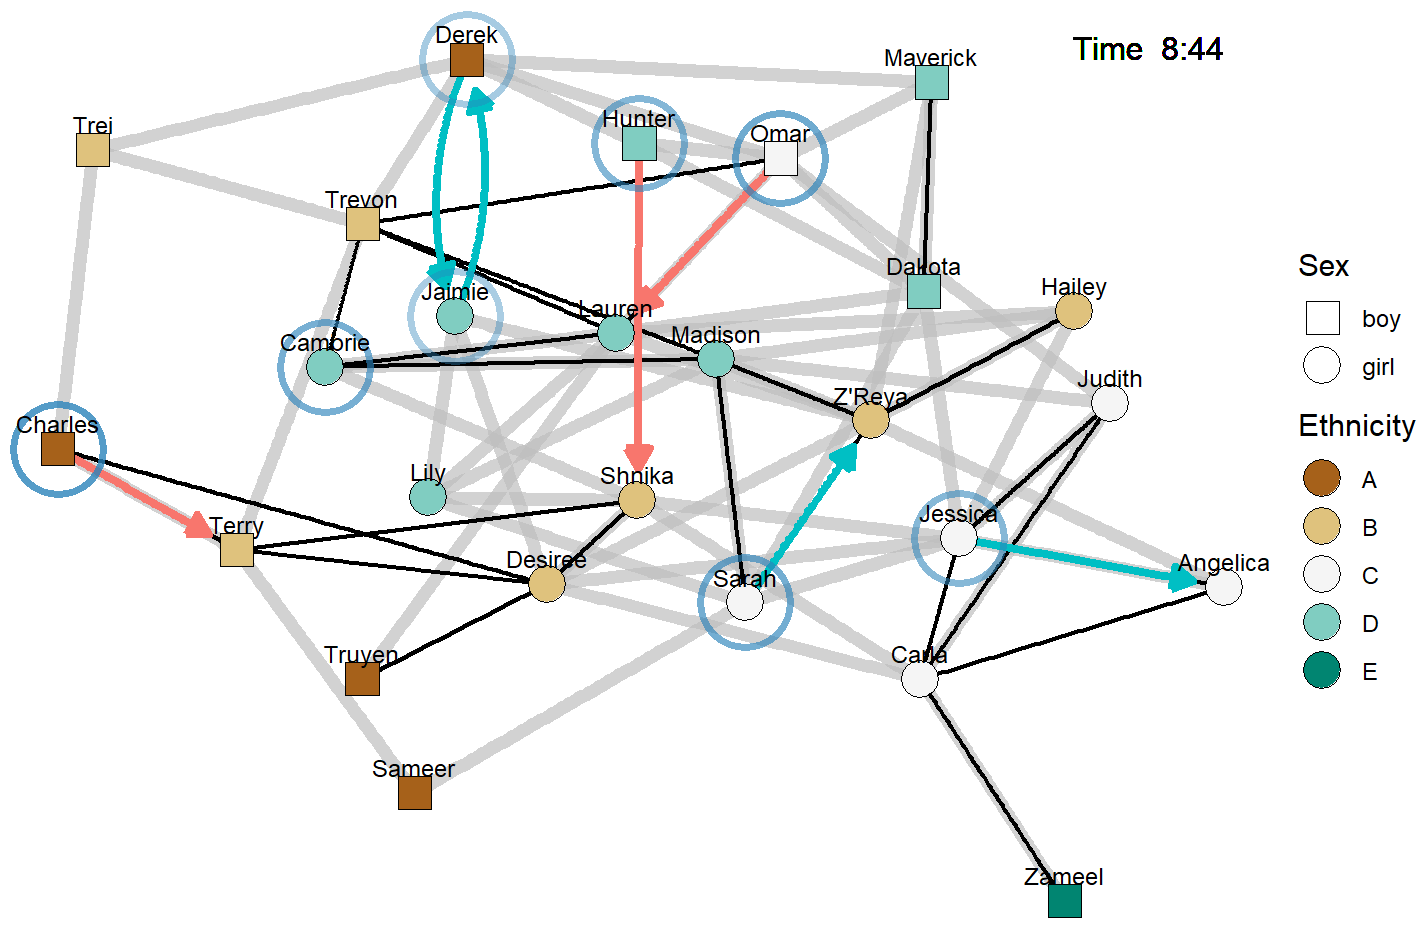 Derek
Time 8:44
Maverick
Hunter
Trei
Omar
Trevon
Dakota
Sex
Jaimie
Hailey
Lauren
boy
Madison
Cambrie
girl
Judith
Z'Reya
Charles
Ethnicity
Lily
Shnika
A
Jessica
Terry
B
Desiree
Angelica
Sarah
C
D
Truyen
Carla
E
Sameer
Zameel